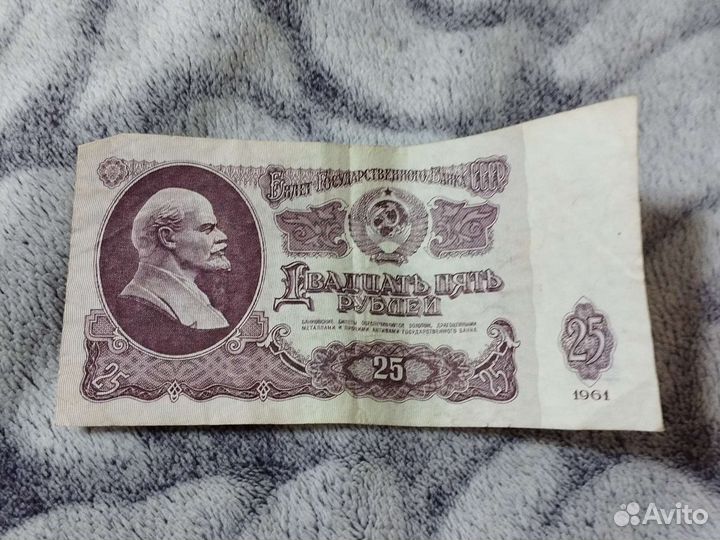 Билет Государственного Банка СССР
Двадцать пять
рублей
БАНКОВСКИЕ БИЛЕТЫ ОБЕСПЕЧИВАЮТСЯ ЗОЛОТОМ, ДРАГОЦЕННЫМИ
МЕТАЛЛАМИ И ПРОЧИМИ АКТИВАМИ ГОСУДАРСТВЕННОГО БАНКА
25
25
25
25
1961
Avito